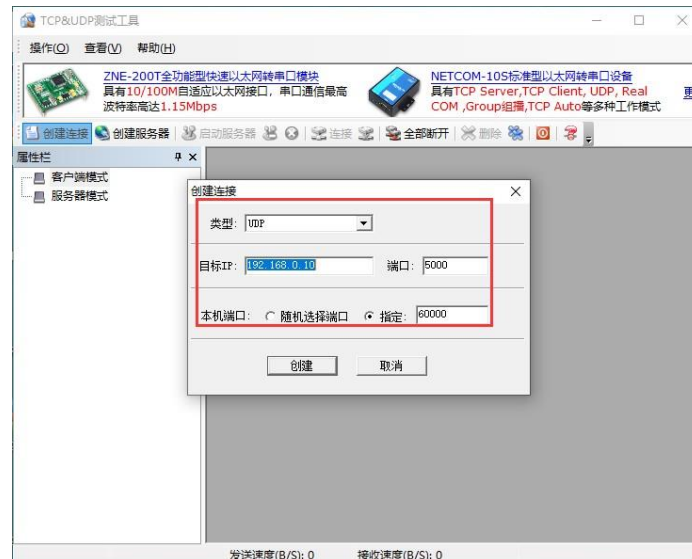 TCP&UDP测试工具
操作(O) 查看(V) 帮助(H)
ZNE-200T全功能型快速以太网转串口模块
具有10/100M自适应以太网接口，串口通信最高
波特率高达1.15Mbps
NETCOM-10S标准型以太网转串口设备
具有TCP Server,TCP Client, UDP, Real
COM ,Group组播,TCP Auto等多种工作模式
创建连接 创建服务器 启动服务器 连接 全部断开 删除
属性栏
客户端模式
服务器模式
创建连接
类型: UDP
目标IP: 192.168.0.10 端口: 5000
本机端口: 随机选择端口 指定: 60000
创建 取消
发送速度(B/S): 0 接收速度(B/S): 0